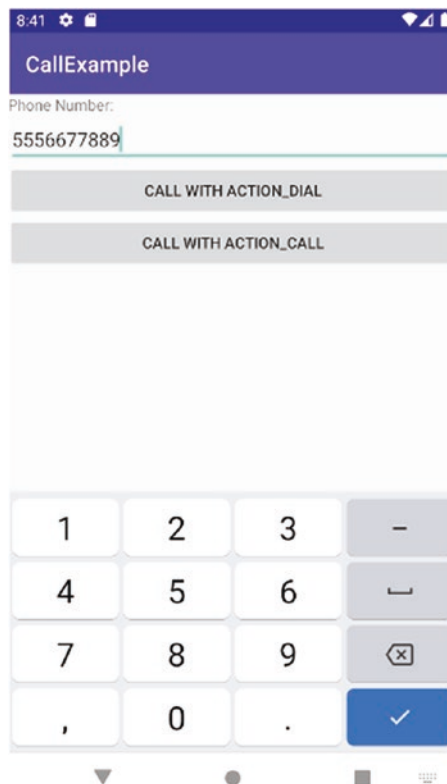 8:41
CallExample
Phone Number:
5556677889
CALL WITH ACTION_DIAL
CALL WITH ACTION_CALL
1 2 3 -
4 5 6
7 8 9
, 0 .